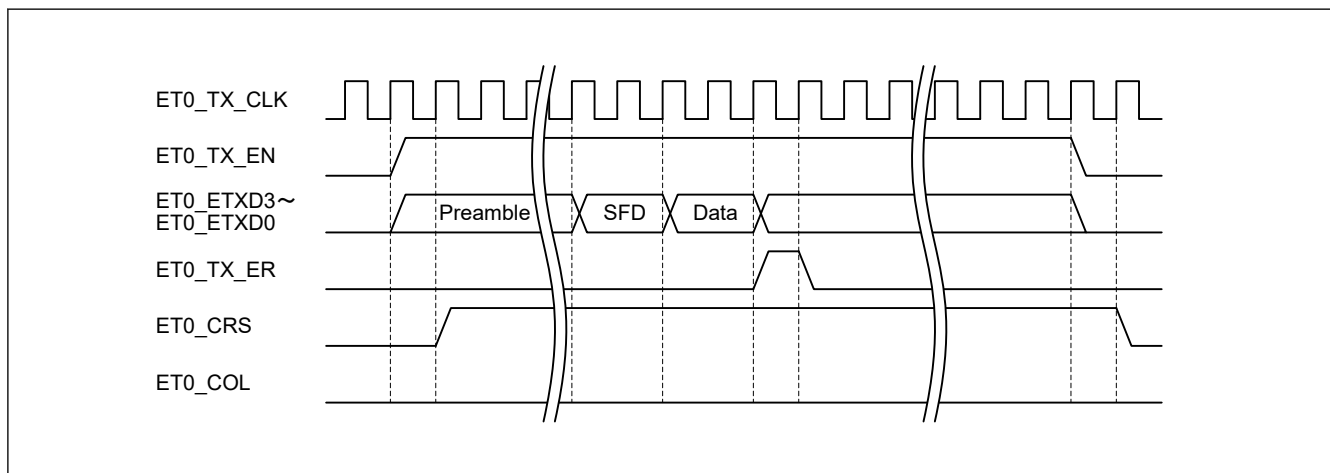 ET0_TX_CLK
ET0_TX_EN
ET0_ETXD3～
ET0_ETXD0
Preamble SFD Data
ET0_TX_ER
ET0_CRS
ET0_COL